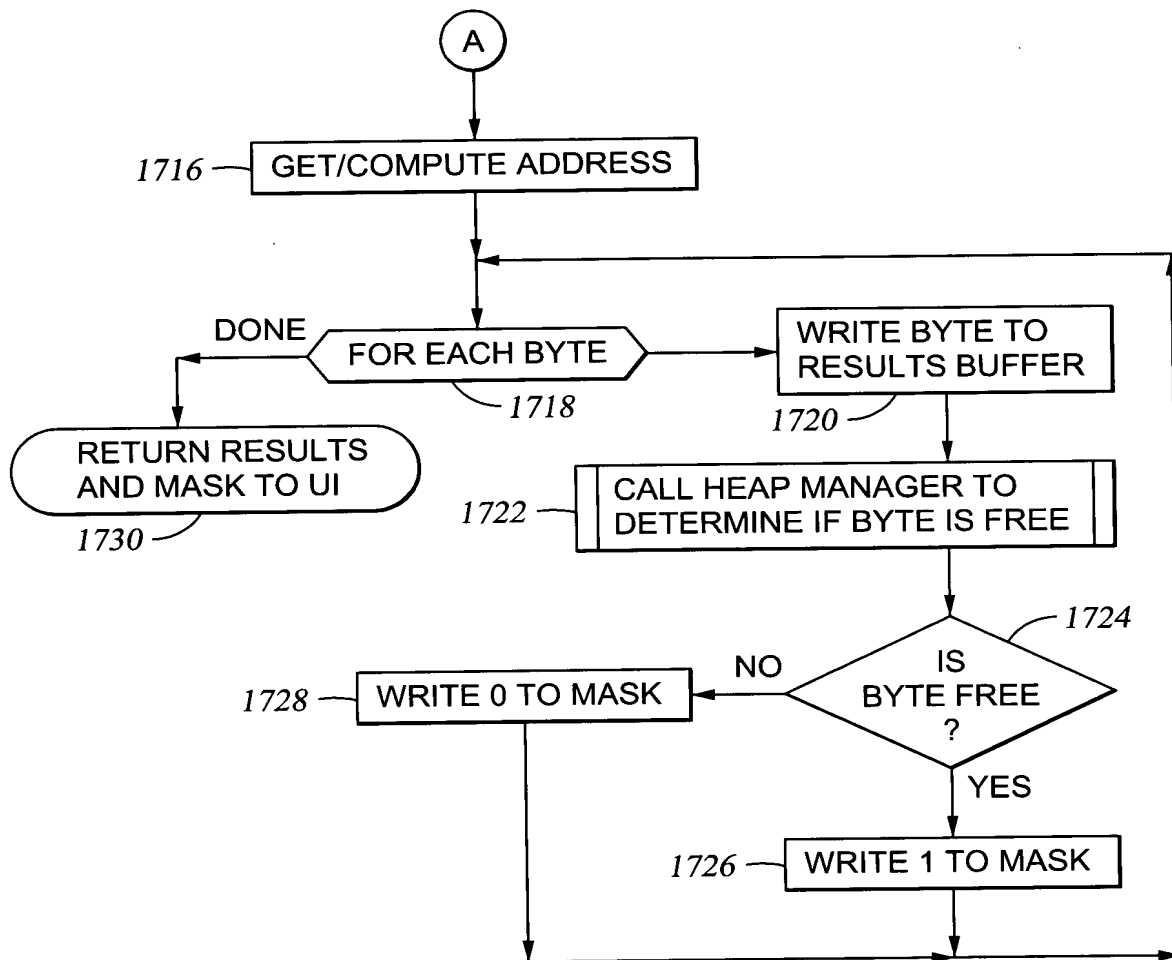 A
1716
GET/COMPUTE ADDRESS
DONE
FOR EACH BYTE
1718
WRITE BYTE TO
RESULTS BUFFER
1720
RETURN RESULTS
AND MASK TO UI
1730
1722
CALL HEAP MANAGER TO
DETERMINE IF BYTE IS FREE
1724
IS
BYTE FREE
?
NO
1728
WRITE 0 TO MASK
YES
1726
WRITE 1 TO MASK